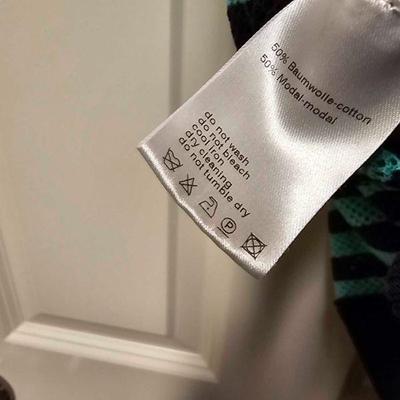 50% Baumwolle-cotton
50% Modal-modal
do not wash
do not bleach
cool iron
dry cleaning
do not tumble dry
P